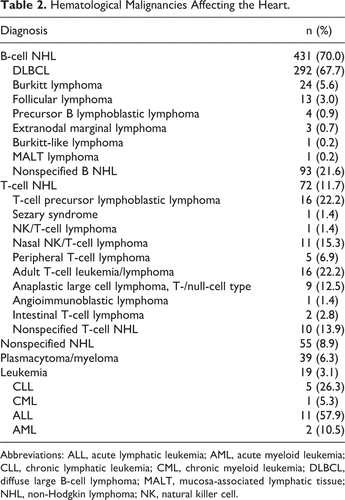 Table 2. Hematological Malignancies Affecting the Heart.
Diagnosis n (%)
B-cell NHL 431 (70.0)
DLBCL 292 (67.7)
Burkitt lymphoma 24 (5.6)
Follicular lymphoma 13 (3.0)
Precursor B lymphoblastic lymphoma 4 (0.9)
Extranodal marginal lymphoma 3 (0.7)
Burkitt-like lymphoma 1 (0.2)
MALT lymphoma 1 (0.2)
Nonspecified B NHL 93 (21.6)
T-cell NHL 72 (11.7)
T-cell precursor lymphoblastic lymphoma 16 (22.2)
Sezary syndrome 1 (1.4)
NK/T-cell lymphoma 1 (1.4)
Nasal NK/T-cell lymphoma 11 (15.3)
Peripheral T-cell lymphoma 5 (6.9)
Adult T-cell leukemia/lymphoma 16 (22.2)
Anaplastic large cell lymphoma, T-/null-cell type 9 (12.5)
Angioimmunoblastic lymphoma 1 (1.4)
Intestinal T-cell lymphoma 2 (2.8)
Nonspecified T-cell NHL 10 (13.9)
Nonspecified NHL 55 (8.9)
Plasmacytoma/myeloma 39 (6.3)
Leukemia 19 (3.1)
CLL 5 (26.3)
CML 1 (5.3)
ALL 11 (57.9)
AML 2 (10.5)
Abbreviations: ALL, acute lymphatic leukemia; AML, acute myeloid leukemia;
CLL, chronic lymphatic leukemia; CML, chronic myeloid leukemia; DLBCL,
diffuse large B-cell lymphoma; MALT, mucosa-associated lymphatic tissue;
NHL, non-Hodgkin lymphoma; NK, natural killer cell.